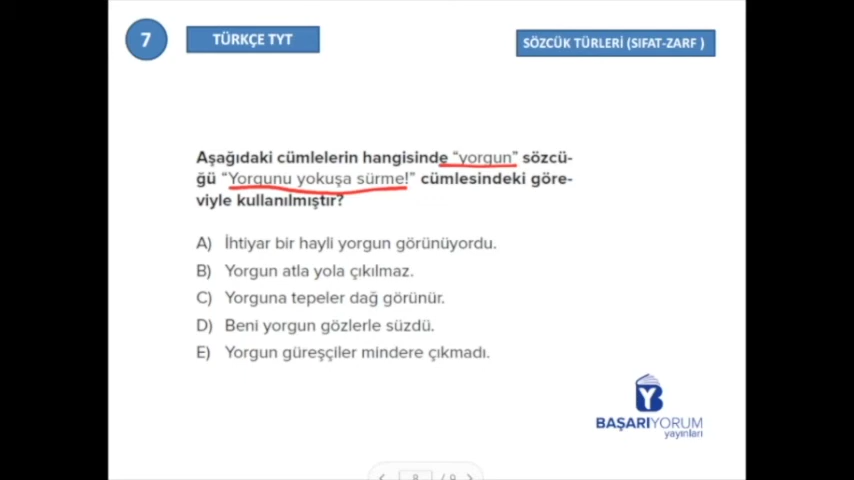 7
TÜRKÇE TYT
SÖZCÜK TÜRLERİ (SIFAT-ZARF )
Aşağıdaki cümlelerin hangisinde "yorgun" sözcü-
ğü "Yorgunu yokuşa sürme!" cümlesindeki göre-
viyle kullanılmıştır?
A) İhtiyar bir hayli yorgun görünüyordu.
B) Yorgun atla yola çıkılmaz.
C) Yorguna tepeler dağ görünür.
D) Beni yorgun gözlerle süzdü.
E) Yorgun güreşçiler mindere çıkmadı.
BAŞARIYORUM
yayınları
8 / 9